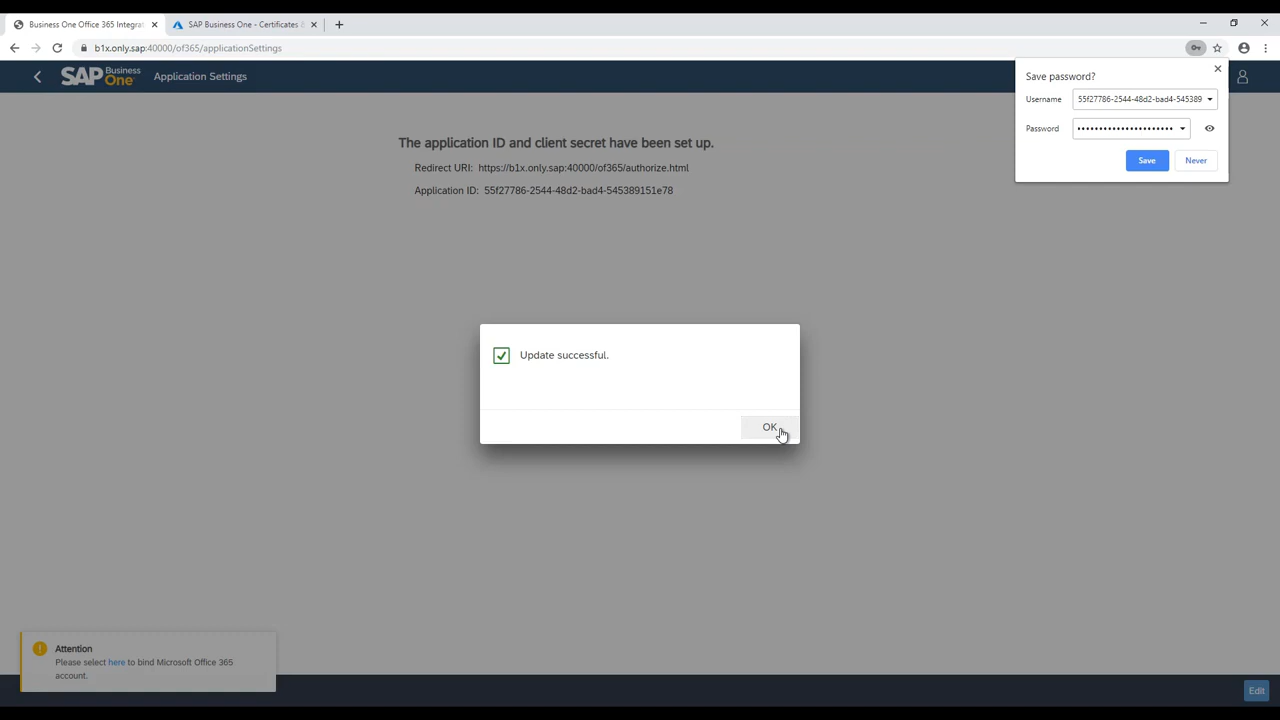 Business One Office 365 Integrat
SAP Business One - Certificates &
b1x.only.sap:40000/of365/applicationSettings
SAP Business One
Application Settings
Save password?
Username 55f27786-2544-48d2-bad4-545389
Password ••••••••••••••••••••••
Save Never
The application ID and client secret have been set up.
Redirect URI: https://b1x.only.sap:40000/of365/authorize.html
Application ID: 55f27786-2544-48d2-bad4-545389151e78
Update successful.
OK
Attention
Please select here to bind Microsoft Office 365
account.
Edit